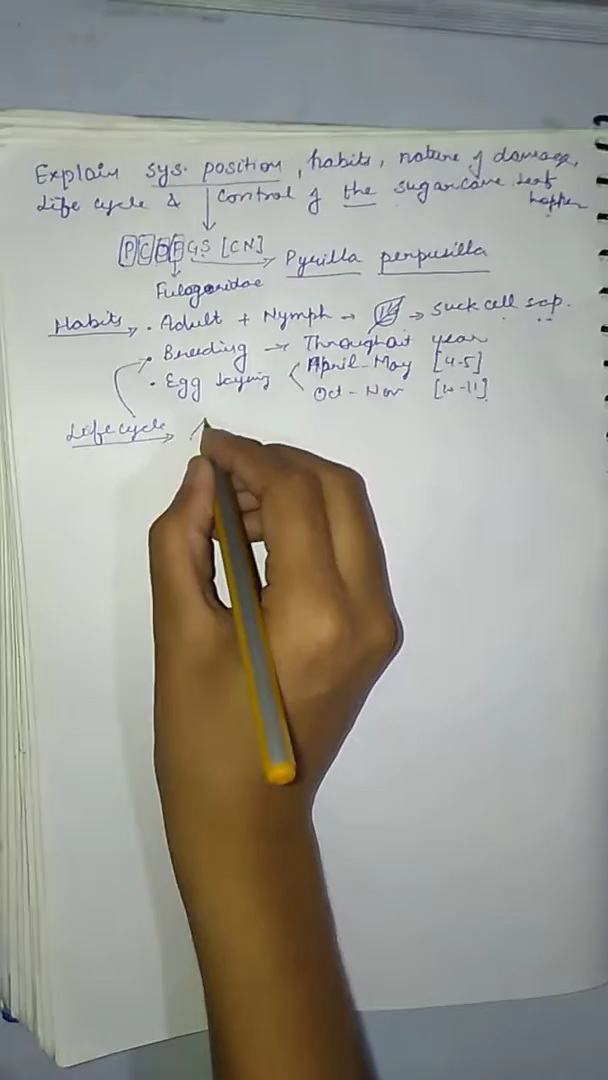 Explain sys. position, habits, nature of damage,
Life cycle & control of the sugarcane leaf
hopper
PCOFGS [CN] Pyrilla perpusilla
Fulogoridae
Habits . Adult + Nymph → → suck cell sap.
. Breeding → Throughout year
. Egg laying April-May [4-5]
Oct-Nov [10-11]
Life cycle